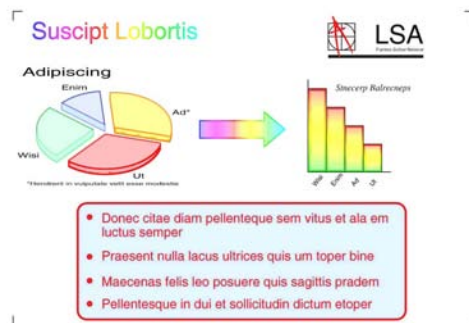 Suscipt Lobortis
LSA
Adipiscing
Enim
Ad*
Wisi
Ut
*Hendrerit in vulputate velit esse modeste
Sinecerp Balrecneps
Wisi
Enim
Ad
Ut
• Donec citae diam pellenteque sem vitus et ala em
luctus semper
• Praesent nulla lacus ultrices quis um toper bine
• Maecenas felis leo posuere quis sagittis pradem
• Pellentesque in dui et sollicitudin dictum etoper